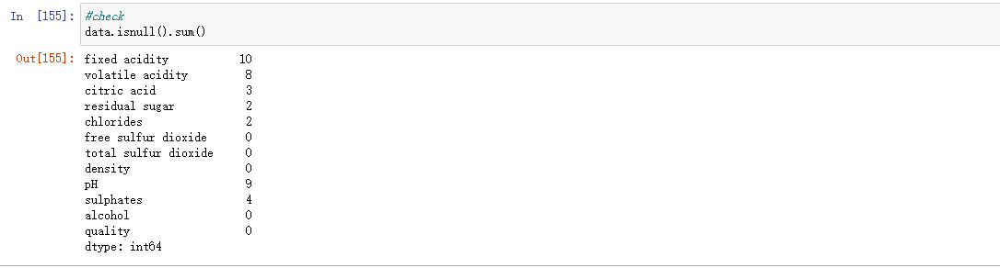 In [155]: #check
data.isnull().sum()
Out[155]: fixed acidity 10
volatile acidity 8
citric acid 3
residual sugar 2
chlorides 2
free sulfur dioxide 0
total sulfur dioxide 0
density 0
pH 9
sulphates 4
alcohol 0
quality 0
dtype: int64